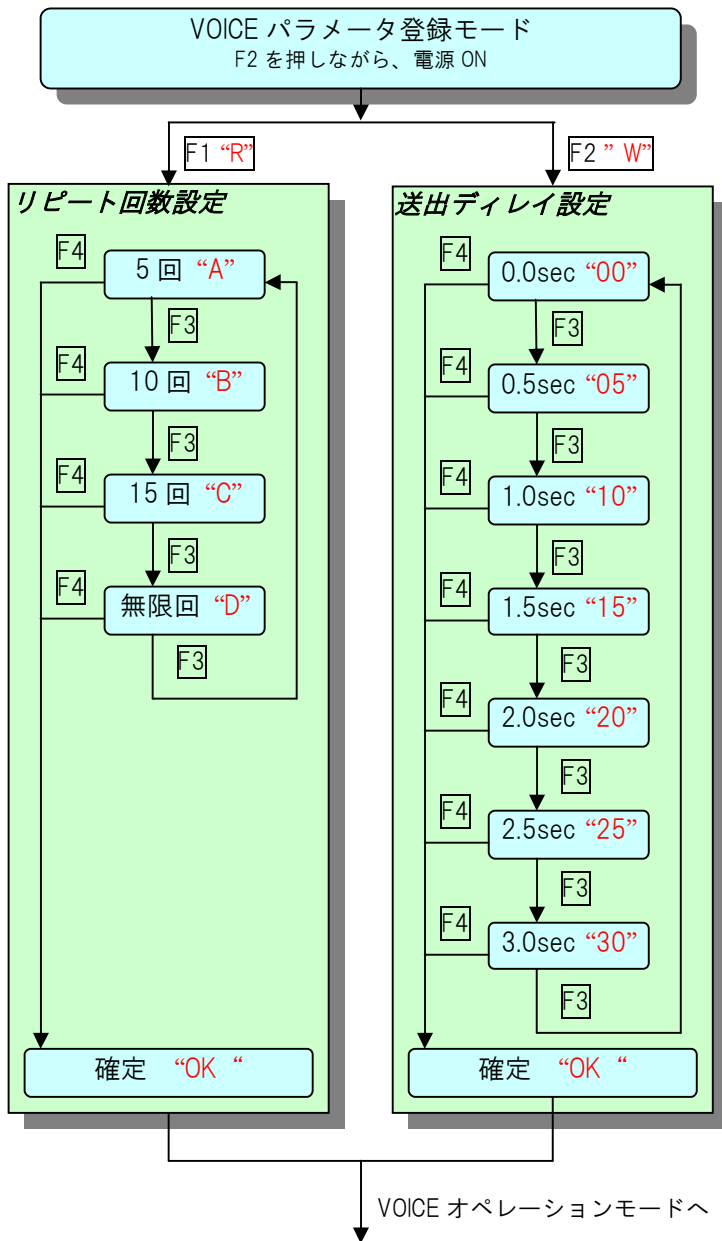 VOICE パラメータ登録モード
F2 を押しながら、電源 ON
F1 “R”
F2 ” W”
リピート回数設定
F4
5 回 “A”
F3
F4
10 回 “B”
F3
F4
15 回 “C”
F3
F4
無限回 “D”
F3
確定 “OK “
送出ディレイ設定
F4
0.0sec “00”
F3
F4
0.5sec “05”
F3
F4
1.0sec “10”
F3
F4
1.5sec “15”
F3
F4
2.0sec “20”
F3
F4
2.5sec “25”
F3
F4
3.0sec “30”
F3
確定 “OK “
VOICE オペレーションモードへ